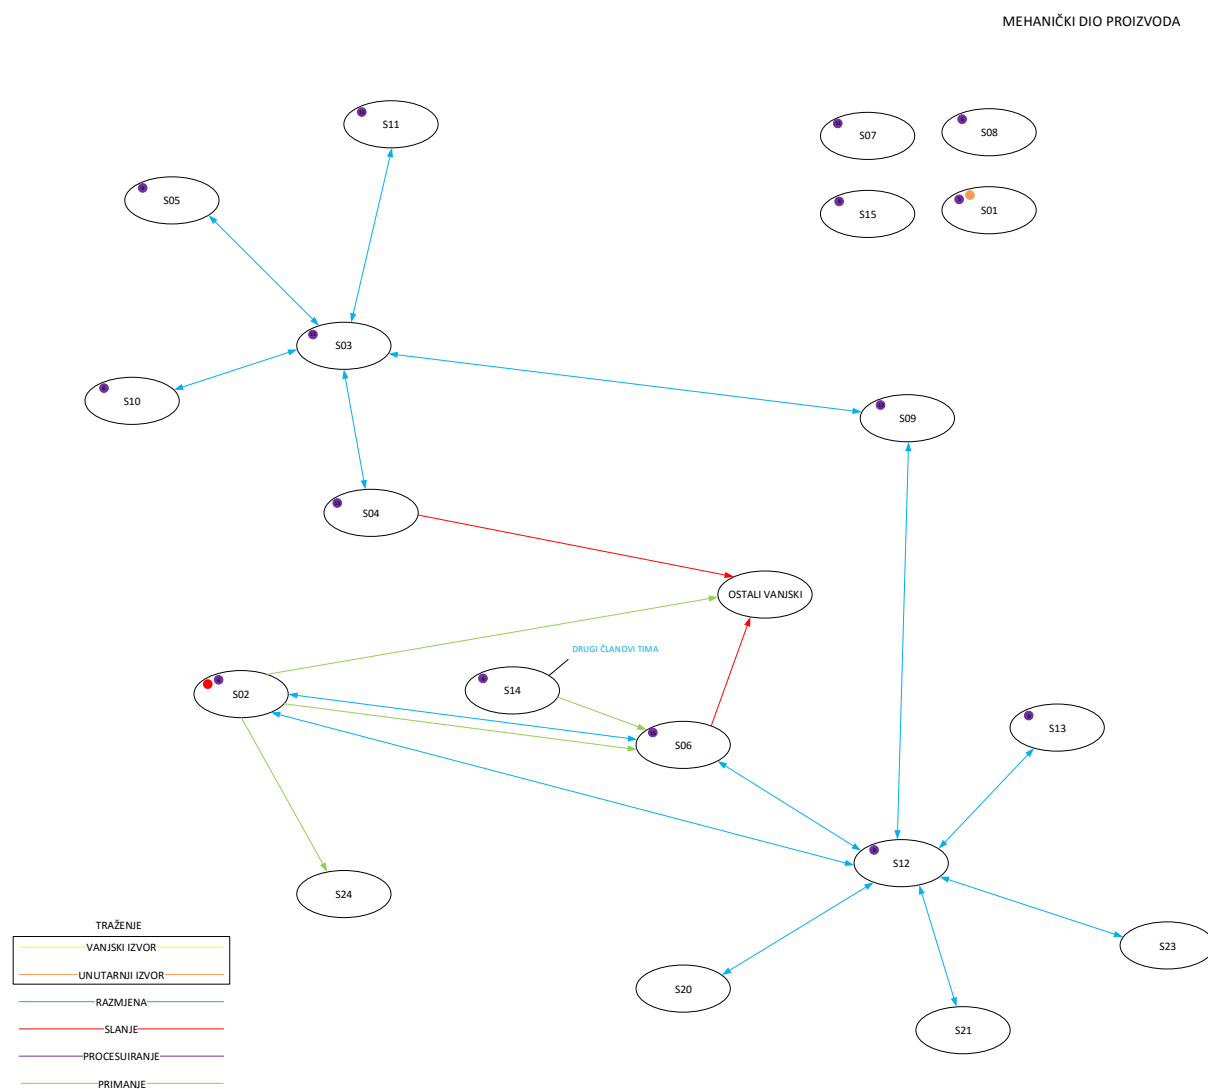 MEHANIČKI DIO PROIZVODA
S11
S07
S08
S05
S15
S01
S03
S10
S09
S04
OSTALI VANJSKI
DRUGI ČLANOVI TIMA
S02
S14
S13
S06
S12
S24
S23
S20
S21
TRAŽENJE
VANJSKI IZVOR
UNUTARNJI IZVOR
RAZMJENA
SLANJE
PROCESUIRANJE
PRIMANJE